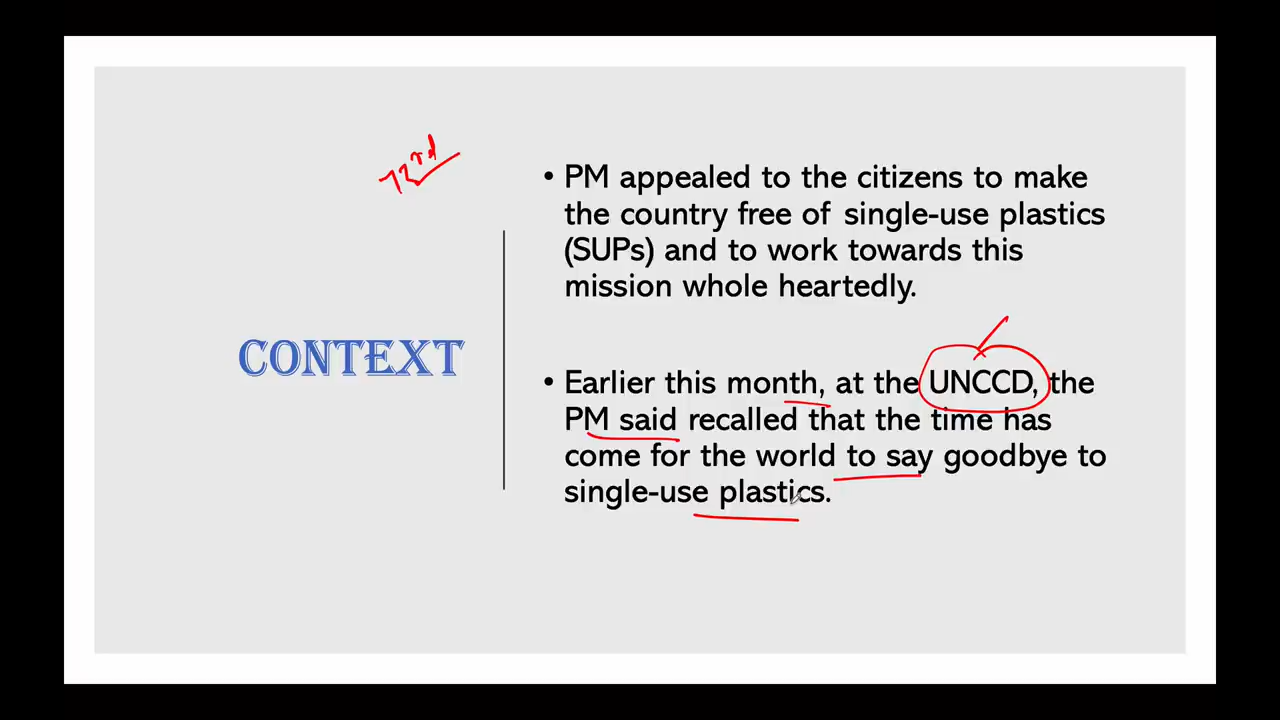 73rd
CONTEXT
• PM appealed to the citizens to make
the country free of single-use plastics
(SUPs) and to work towards this
mission whole heartedly.
• Earlier this month, at the UNCCD, the
PM said recalled that the time has
come for the world to say goodbye to
single-use plastics.